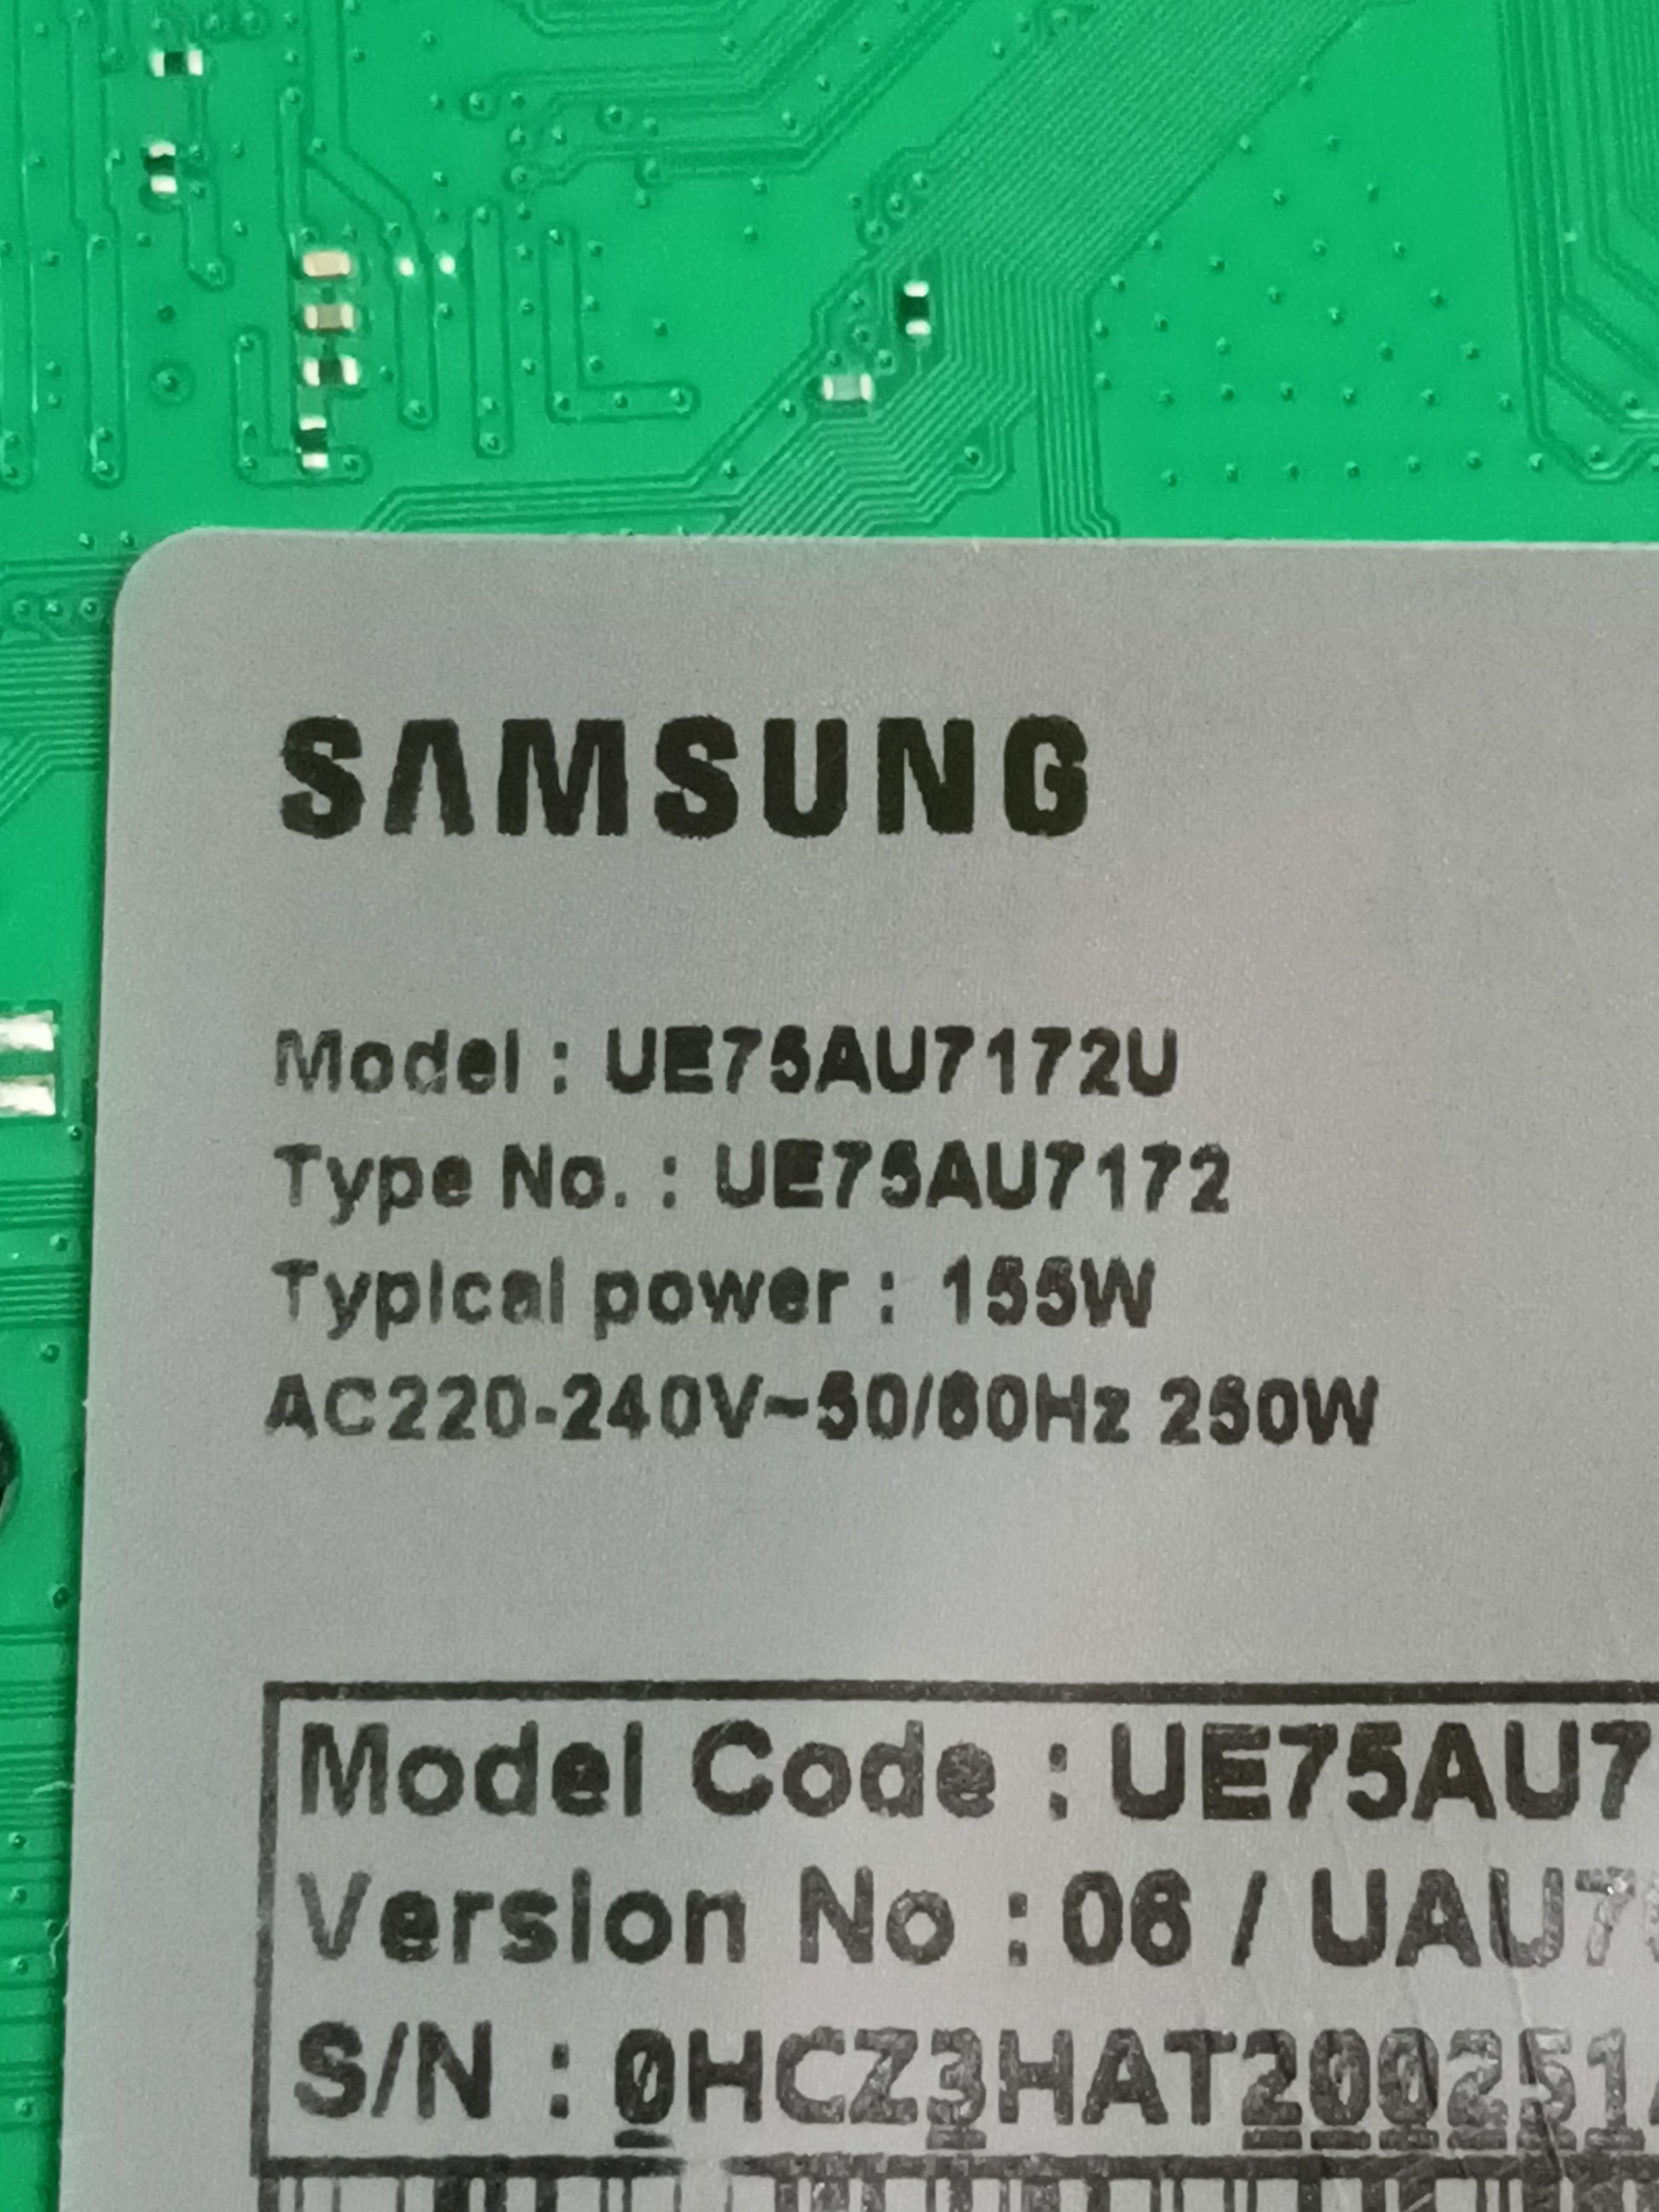 SAMSUNG
Model : UE75AU7172U
Type No. : UE75AU7172
Typical power : 155W
AC220-240V~50/60Hz 250W
Model Code : UE75AU7
Version No : 06 / UAU7
S/N : 0HCZ3HAT200251